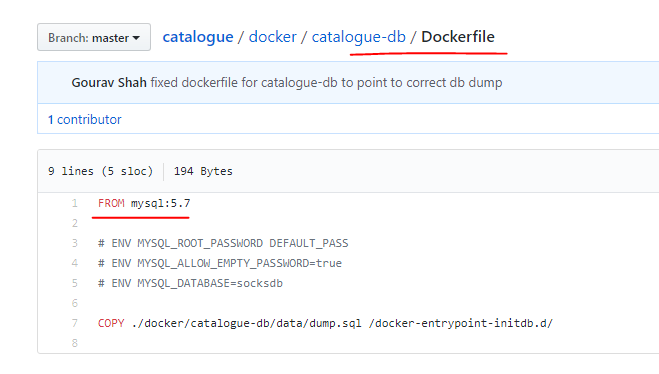 Branch: master catalogue / docker / catalogue-db / Dockerfile
Gourav Shah fixed dockerfile for catalogue-db to point to correct db dump
1 contributor
9 lines (5 sloc) 194 Bytes
1 FROM mysql:5.7
2
3 # ENV MYSQL_ROOT_PASSWORD DEFAULT_PASS
4 # ENV MYSQL_ALLOW_EMPTY_PASSWORD=true
5 # ENV MYSQL_DATABASE=socksdb
6
7 COPY ./docker/catalogue-db/data/dump.sql /docker-entrypoint-initdb.d/
8